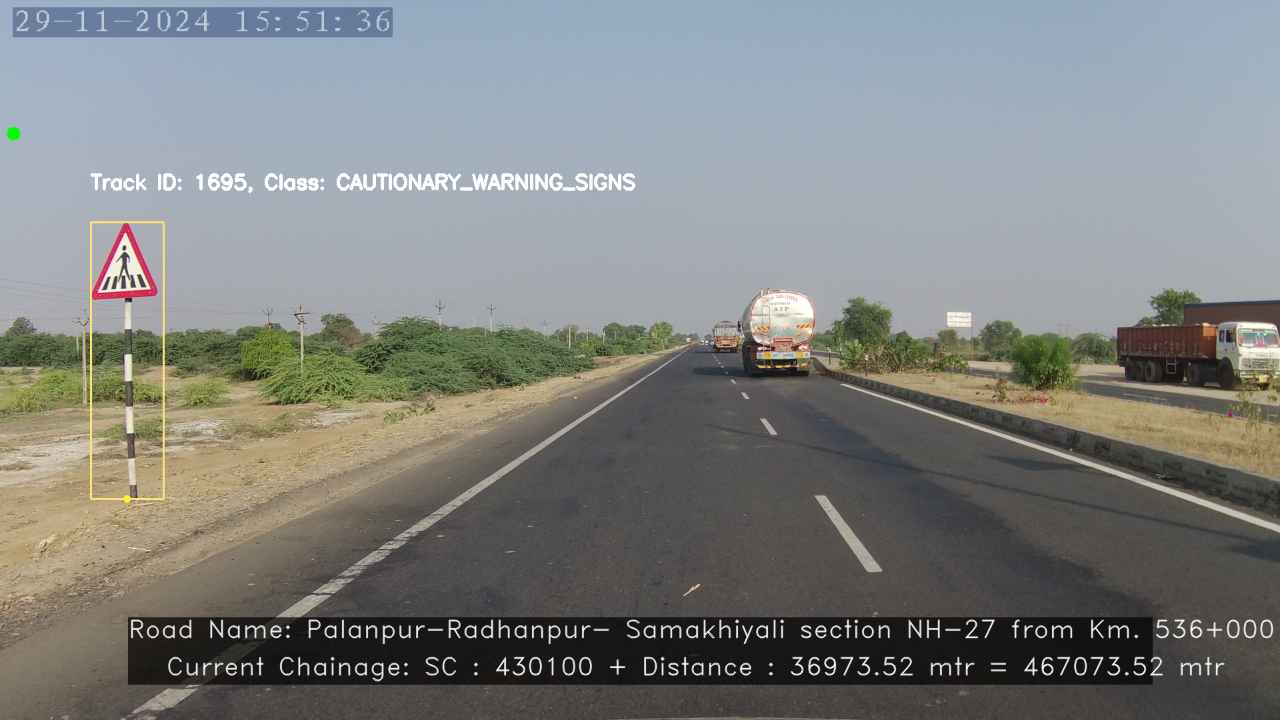 29-11-2024 15:51:36
Track ID: 1695, Class: CAUTIONARY_WARNING_SIGNS
Road Name: Palanpur-Radhanpur- Samakhiyali section NH-27 from Km. 536+000
Current Chainage: SC : 430100 + Distance : 36973.52 mtr = 467073.52 mtr